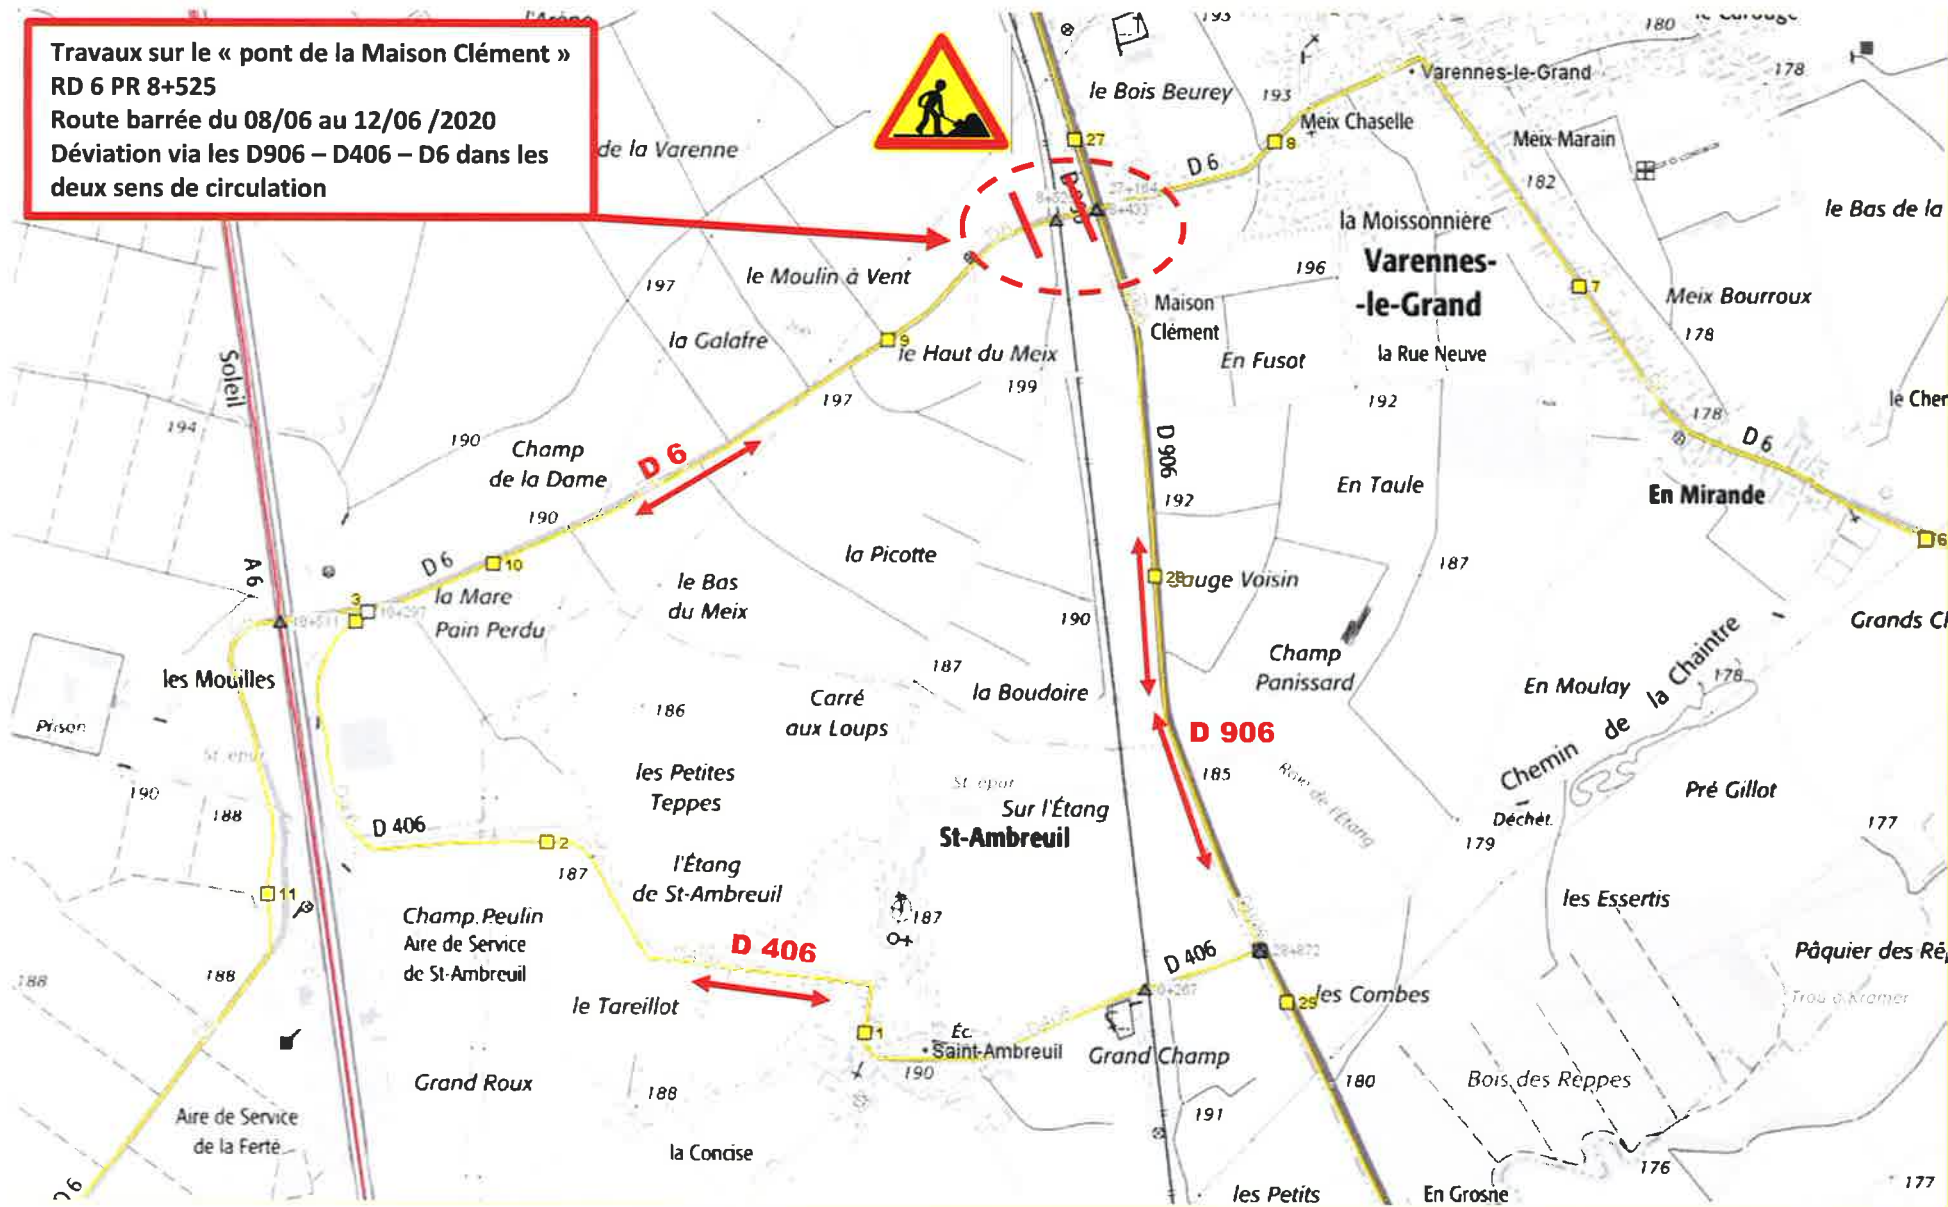 Travaux sur le « pont de la Maison Clément »
RD 6 PR 8+525
Route barrée du 08/06 au 12/06 /2020
Déviation via les D906 – D406 – D6 dans les
deux sens de circulation
193
180
178
le Bois Beurey
193
Varennes-le-Grand
Meix Chaselle
Meix Marain
27
8
de la Varenne
D 6
182
27+164
le Bas de la
la Moissonnière
Varennes-
-le-Grand
196
197
le Moulin à Vent
7
Meix Bourroux
Maison
Clément
178
la Galafre
9
le Haut du Meix
En Fusot
la Rue Neuve
Soleil
199
197
192
178
194
190
D 6
Champ
de la Dame
D 6
D 906
En Taule
En Mirande
190
192
6
A 6
D 6
10
la Picotte
187
le Bas
du Meix
3
la Mare
Pain Perdu
10+297
190
Grands
les Mouilles
187
la Boudoire
Champ
Panissard
En Moulay
Chemin de la Chaintre
178
Prison
186
Carré
aux Loups
D 906
185
190
188
les Petites
Teppes
St. epur
Sur l'Étang
St-Ambreuil
Pré Gillot
Déchèt.
177
D 406
2
179
187
l'Étang
de St-Ambreuil
11
187
les Essertis
Champ Peulin
Aire de Service
de St-Ambreuil
D 406
D 406
28+872
Pâquier des
188
188
29
les Combes
le Tareillot
1
Éc.
Saint-Ambreuil
Grand Champ
190
Grand Roux
188
180
Bois des Reppes
191
Aire de Service
de la Ferté
la Concise
176
D 6
les Petits
En Grosne
177